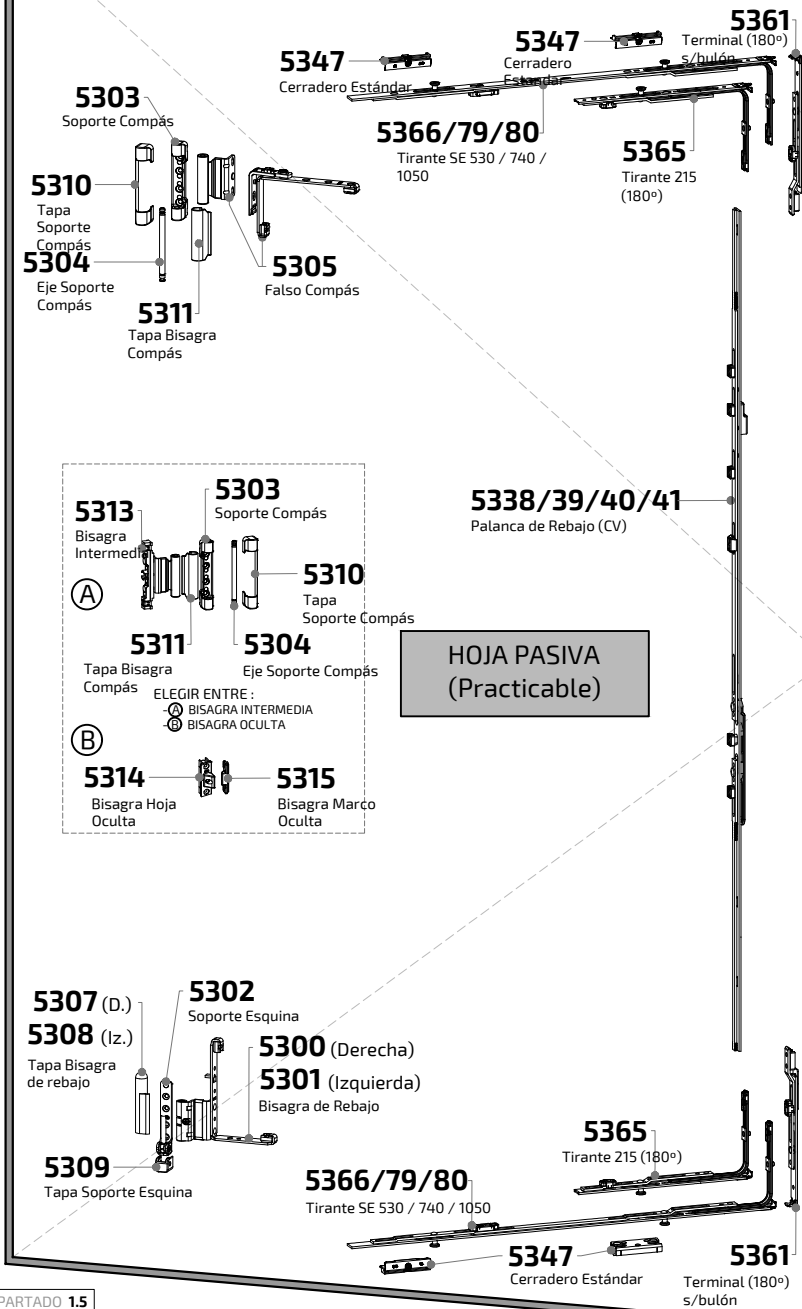 5361
Terminal (180º)
s/bulón
5347
Cerradero Estándar
5347
Cerradero
Estándar
5303
Soporte Compás
5366/79/80
Tirante SE 530 / 740 /
1050
5365
Tirante 215
(180º)
5310
Tapa
Soporte
Compás
5304
Eje Soporte
Compás
5305
Falso Compás
5311
Tapa Bisagra
Compás
5303
Soporte Compás
5313
Bisagra
Intermedia
A
5310
Tapa
Soporte Compás
5311
Tapa Bisagra
Compás
5304
Eje Soporte Compás
ELEGIR ENTRE :
-A BISAGRA INTERMEDIA
-B BISAGRA OCULTA
B
5314
Bisagra Hoja
Oculta
5315
Bisagra Marco
Oculta
5338/39/40/41
Palanca de Rebajo (CV)
HOJA PASIVA
(Practicable)
5307 (D.)
5308 (Iz.)
Tapa Bisagra
de rebajo
5302
Soporte Esquina
5300 (Derecha)
5301 (Izquierda)
Bisagra de Rebajo
5309
Tapa Soporte Esquina
5365
Tirante 215 (180º)
5366/79/80
Tirante SE 530 / 740 / 1050
5347
Cerradero Estándar
5361
Terminal (180º)
s/bulón
PARTADO 1.5